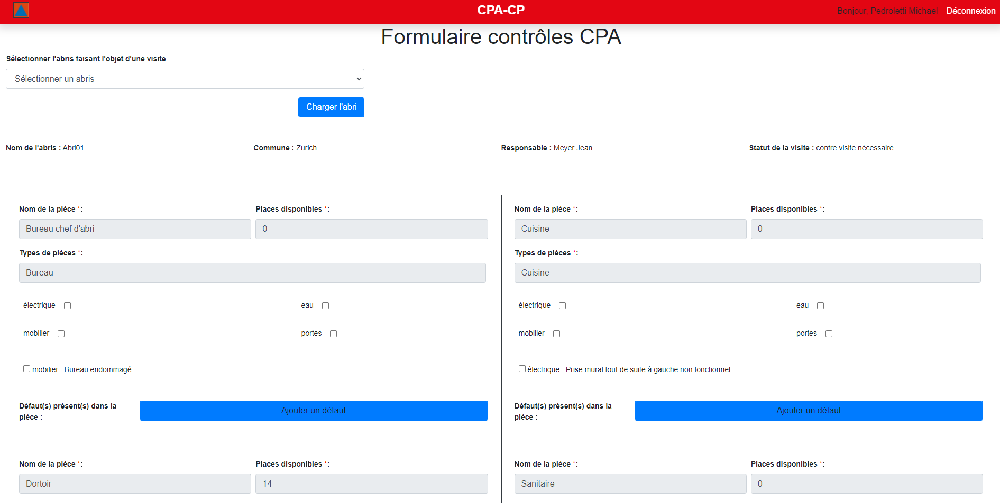 CPA-CP
Bonjour, Pedroletti Michael Déconnexion
Formulaire contrôles CPA
Sélectionner l'abris faisant l'objet d'une visite
Sélectionner un abris
Charger l'abri
Nom de l'abris : Abri01
Commune : Zurich
Responsable : Meyer Jean
Statut de la visite : contre visite nécessaire
Nom de la pièce *:
Places disponibles *:
Bureau chef d'abri
0
Types de pièces *:
Bureau
électrique
eau
mobilier
portes
mobilier : Bureau endommagé
Défaut(s) présent(s) dans la
pièce :
Ajouter un défaut
Nom de la pièce *:
Places disponibles *:
Cuisine
0
Types de pièces *:
Cuisine
électrique
eau
mobilier
portes
électrique : Prise mural tout de suite à gauche non fonctionnel
Défaut(s) présent(s) dans la
pièce :
Ajouter un défaut
Nom de la pièce *:
Places disponibles *:
Dortoir
14
Nom de la pièce *:
Places disponibles *:
Sanitaire
0